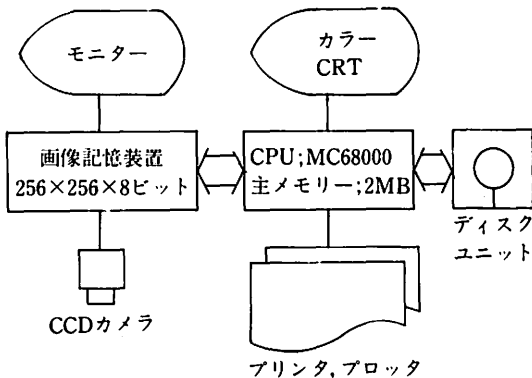 モニター
カラー
CRT
画像記憶装置
256×256×8ビット
CPU;MC68000
主メモリー;2MB
ディスク
ユニット
CCDカメラ
プリンタ,プロッタ